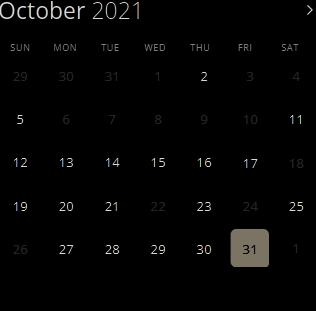 October 2021 >
SUN MON TUE WED THU FRI SAT
29 30 31 1 2 3 4
5 6 7 8 9 10 11
12 13 14 15 16 17 18
19 20 21 22 23 24 25
26 27 28 29 30 31 1